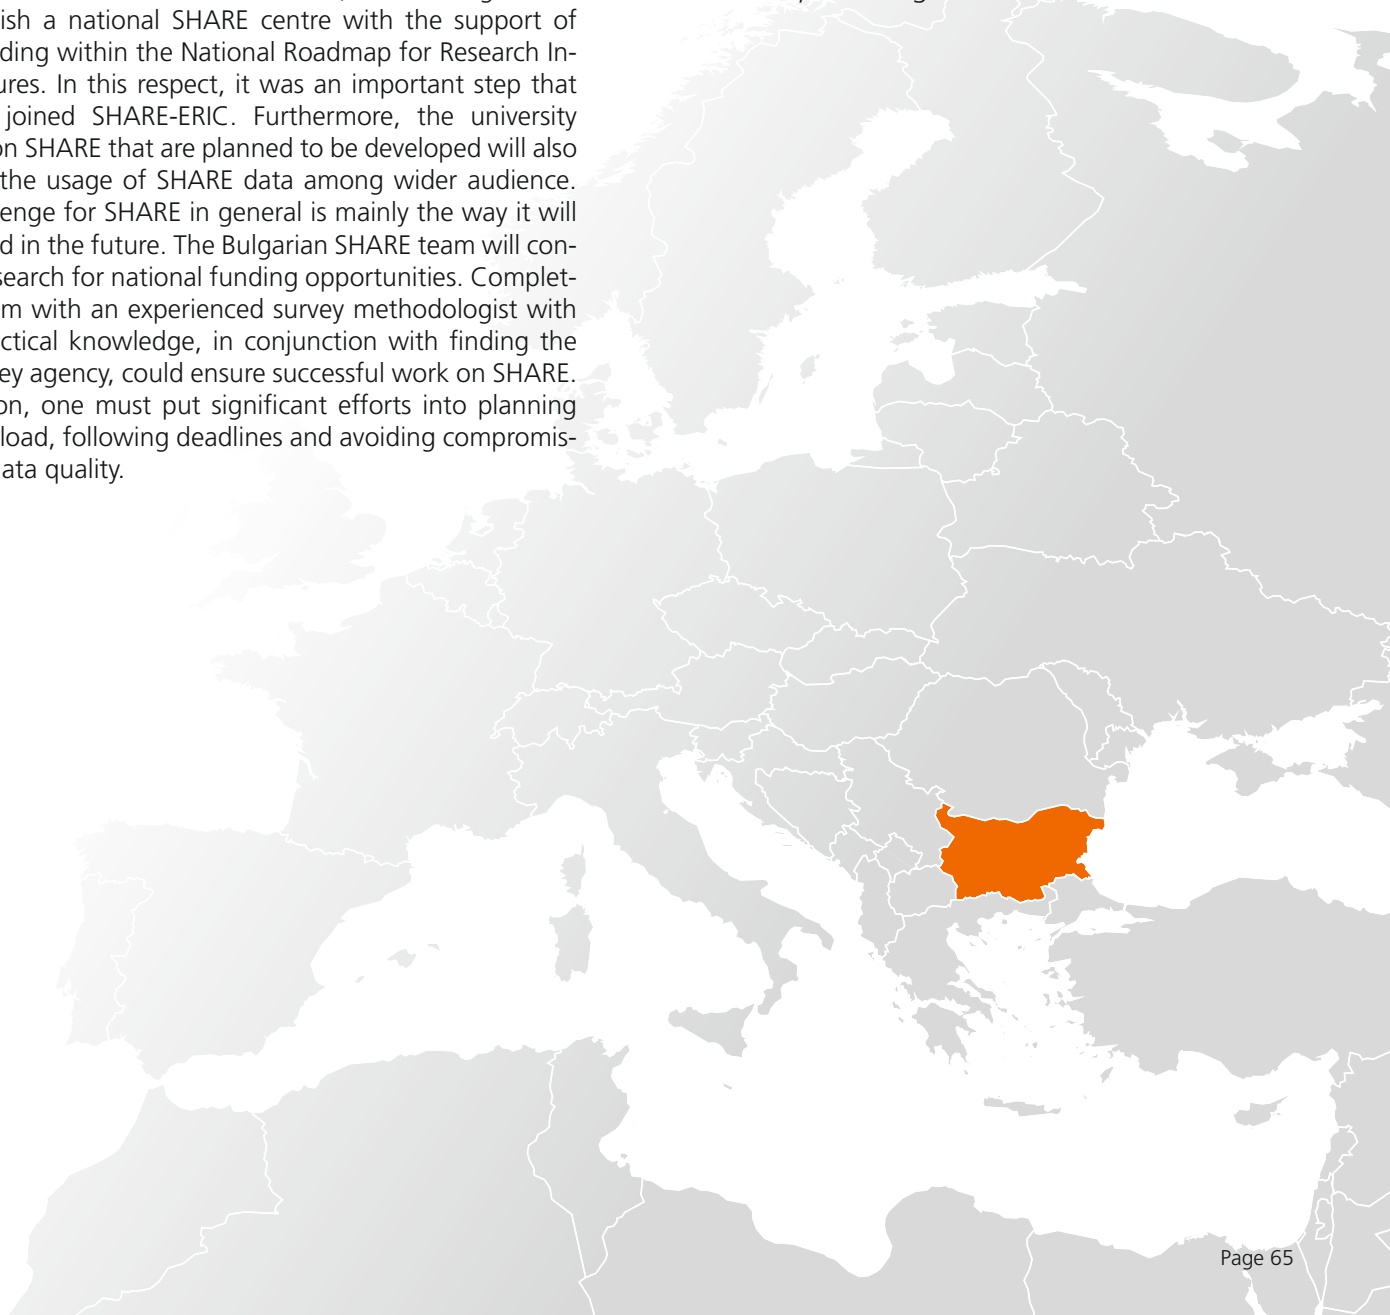 ish a national SHARE centre with the support of
ding within the National Roadmap for Research In-
ures. In this respect, it was an important step that
joined SHARE-ERIC. Furthermore, the university
on SHARE that are planned to be developed will also
the usage of SHARE data among wider audience.
enge for SHARE in general is mainly the way it will
d in the future. The Bulgarian SHARE team will con-
search for national funding opportunities. Complet-
m with an experienced survey methodologist with
ctical knowledge, in conjunction with finding the
ey agency, could ensure successful work on SHARE.
on, one must put significant efforts into planning
load, following deadlines and avoiding compromis-
ata quality.
Page 65